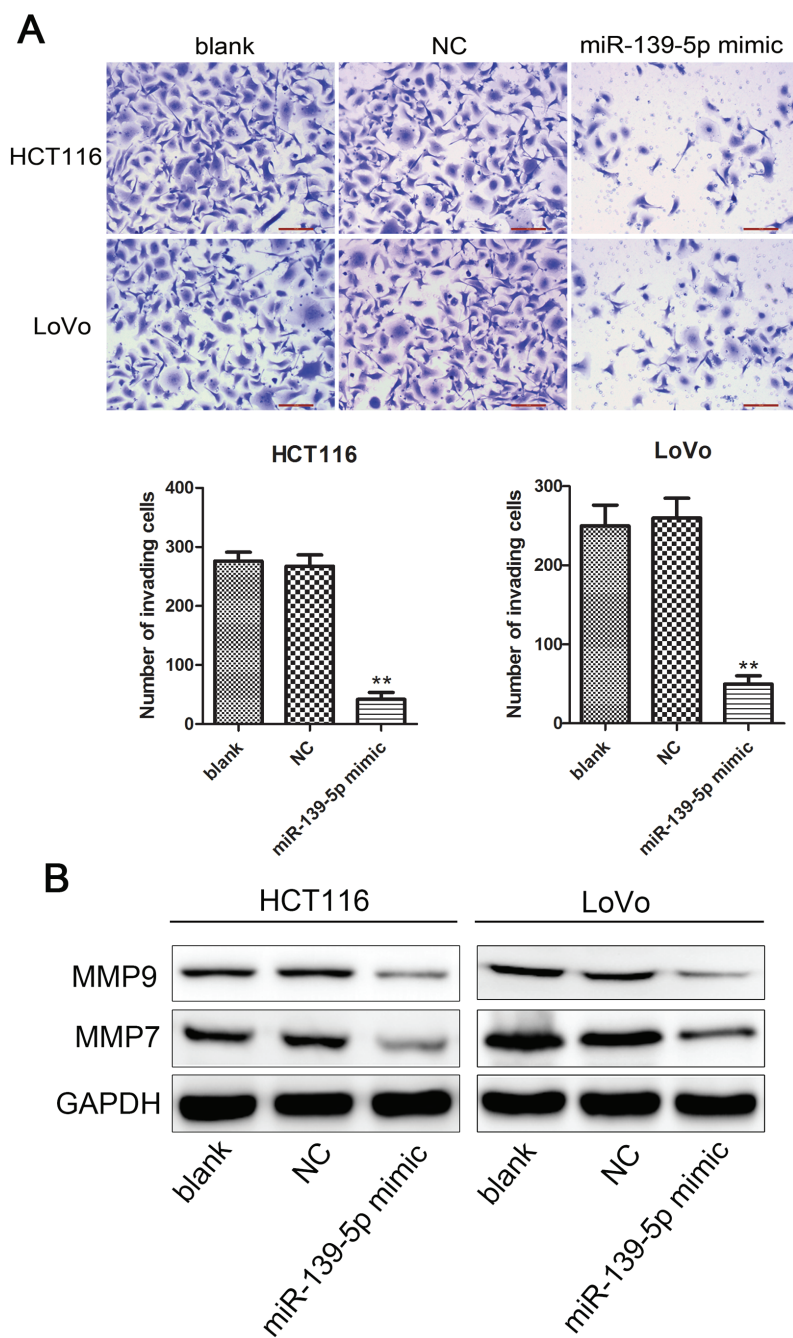 A
blank NC miR-139-5p mimic
HCT116
LoVo
HCT116
Number of invading cells
400
300
200
100
0
**
blank
NC
miR-139-5p mimic
LoVo
Number of invading cells
300
200
100
0
**
blank
NC
miR-139-5p mimic
B
HCT116 LoVo
MMP9
MMP7
GAPDH
blank
NC
miR-139-5p mimic
blank
NC
miR-139-5p mimic